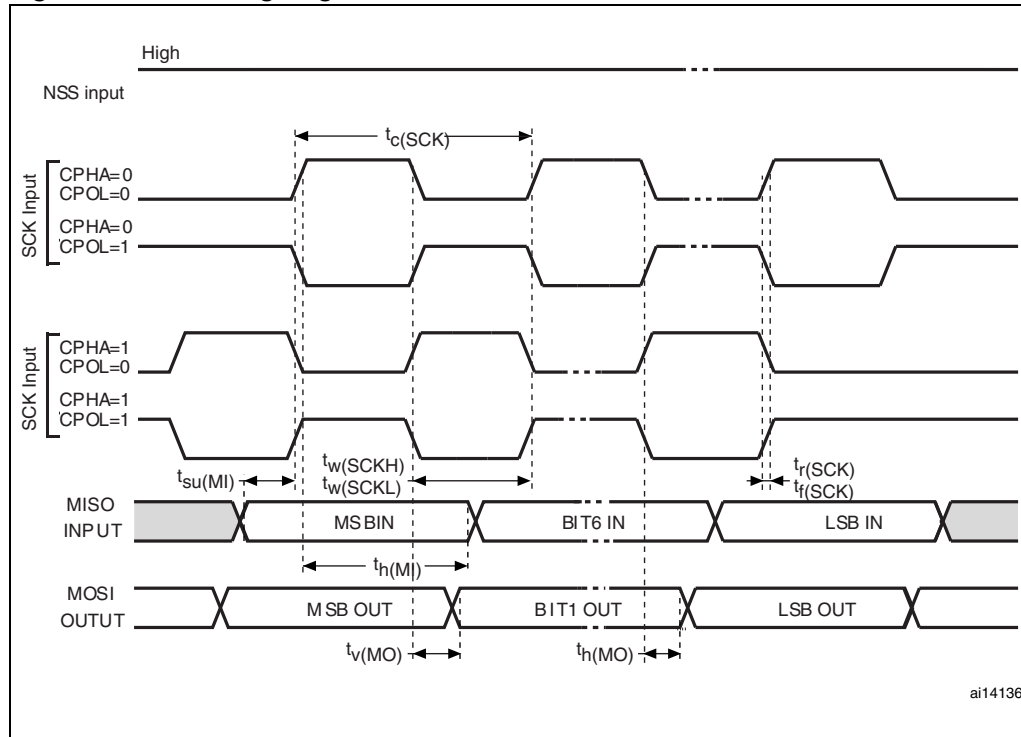 High
NSS input
tc(SCK)
SCK Input
CPHA=0
CPOL=0
CPHA=0
CPOL=1
SCK Input
CPHA=1
CPOL=0
CPHA=1
CPOL=1
tsu(MI)
tw(SCKH)
tw(SCKL)
tr(SCK)
tf(SCK)
MISO
INPUT
MSBIN
BIT6 IN
LSB IN
th(MI)
MOSI
OUTUT
MSB OUT
BIT1 OUT
LSB OUT
tv(MO)
th(MO)
ai14136